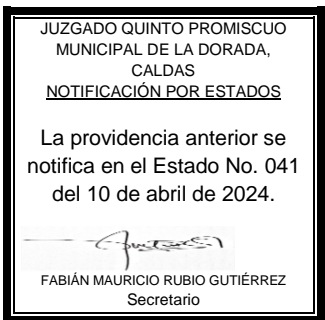 JUZGADO QUINTO PROMISCUO
MUNICIPAL DE LA DORADA,
CALDAS
NOTIFICACIÓN POR ESTADOS
La providencia anterior se
notifica en el Estado No. 041
del 10 de abril de 2024.
FABIÁN MAURICIO RUBIO GUTIÉRREZ
Secretario